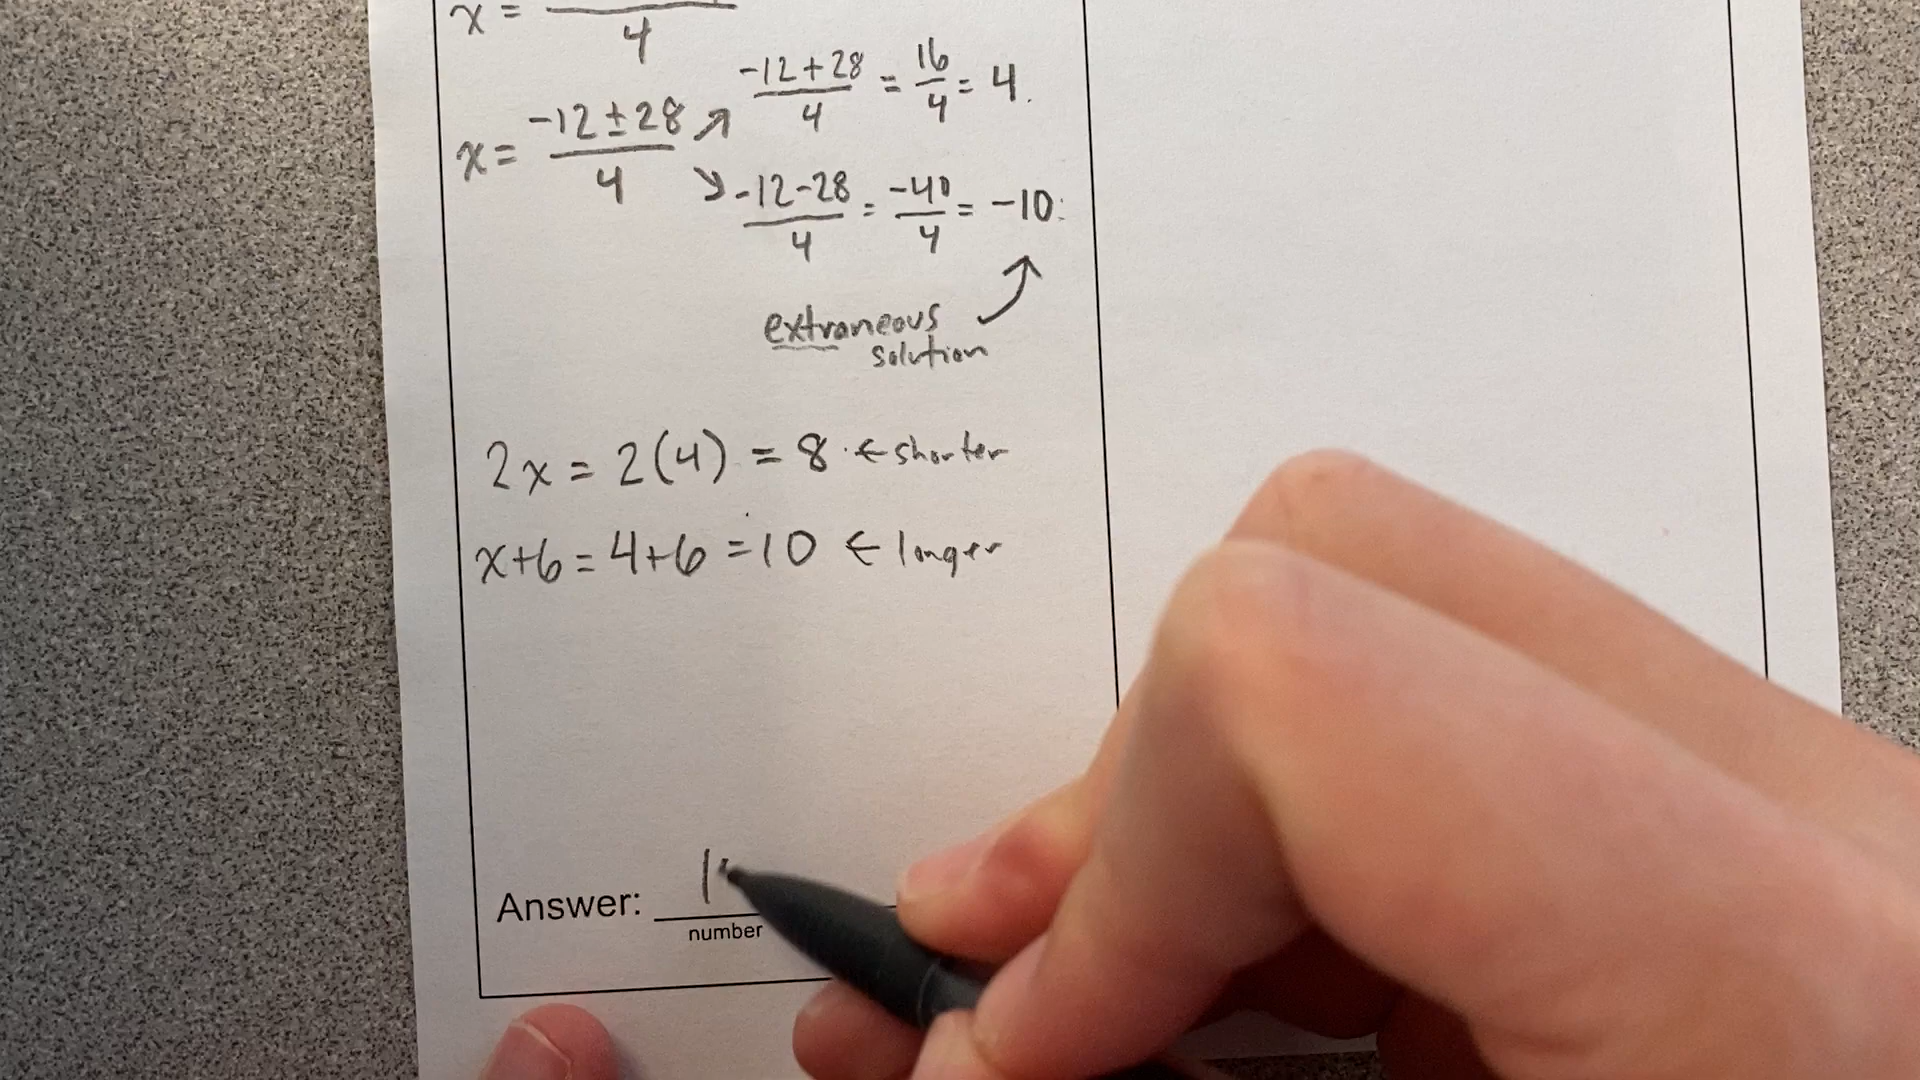 x = ― / 4
x = (-12 ± 28) / 4 ↗ (-12 + 28) / 4 = 16/4 = 4.
↘ (-12 - 28) / 4 = -40/4 = -10.
extraneous
solution
2x = 2(4) = 8 ← shorter
x+6 = 4+6 = 10 ← longer
Answer: 1
number